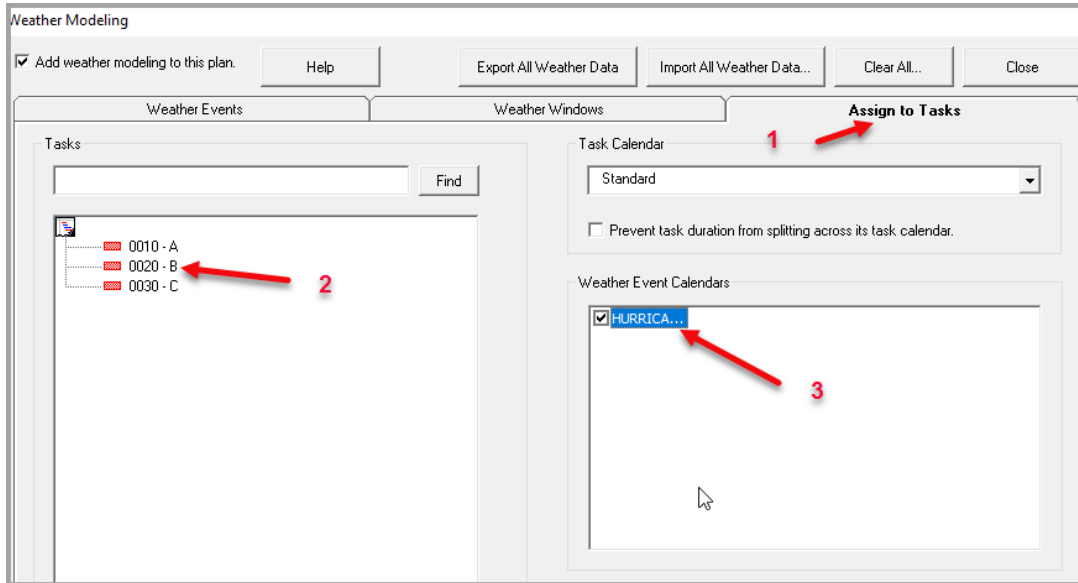 Weather Modeling
Add weather modeling to this plan.
Help
Export All Weather Data
Import All Weather Data...
Clear All...
Close
Weather Events
Weather Windows
Assign to Tasks
1
Tasks
Find
0010 - A
0020 - B
0030 - C
2
Task Calendar
Standard
Prevent task duration from splitting across its task calendar.
Weather Event Calendars
HURRICA...
3